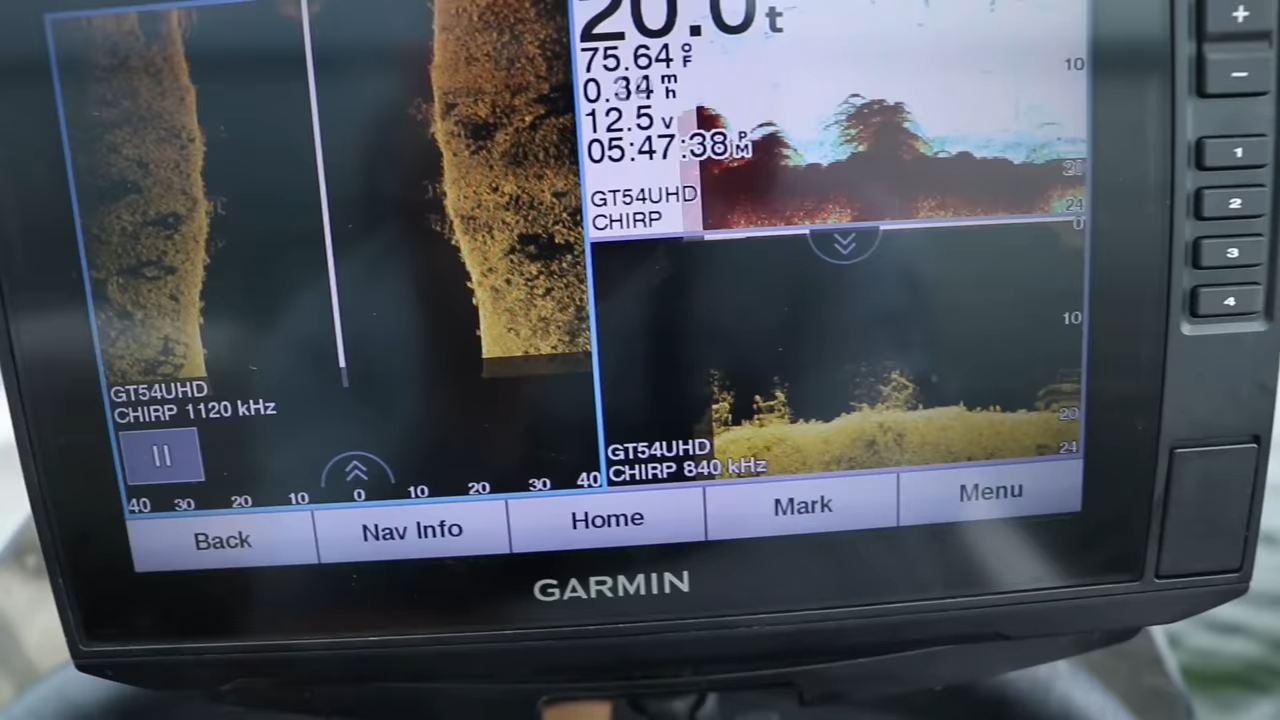 20.0 t
75.64 °F
0.34 mh
12.5 v
05:47:38 PM
GT54UHD
CHIRP
10
20
24
0
10
20
24
GT54UHD
CHIRP 840 kHz
GT54UHD
CHIRP 1120 kHz
40 30 20 10 0 10 20 30 40
Back Nav Info Home Mark Menu
GARMIN
+
−
1
2
3
4